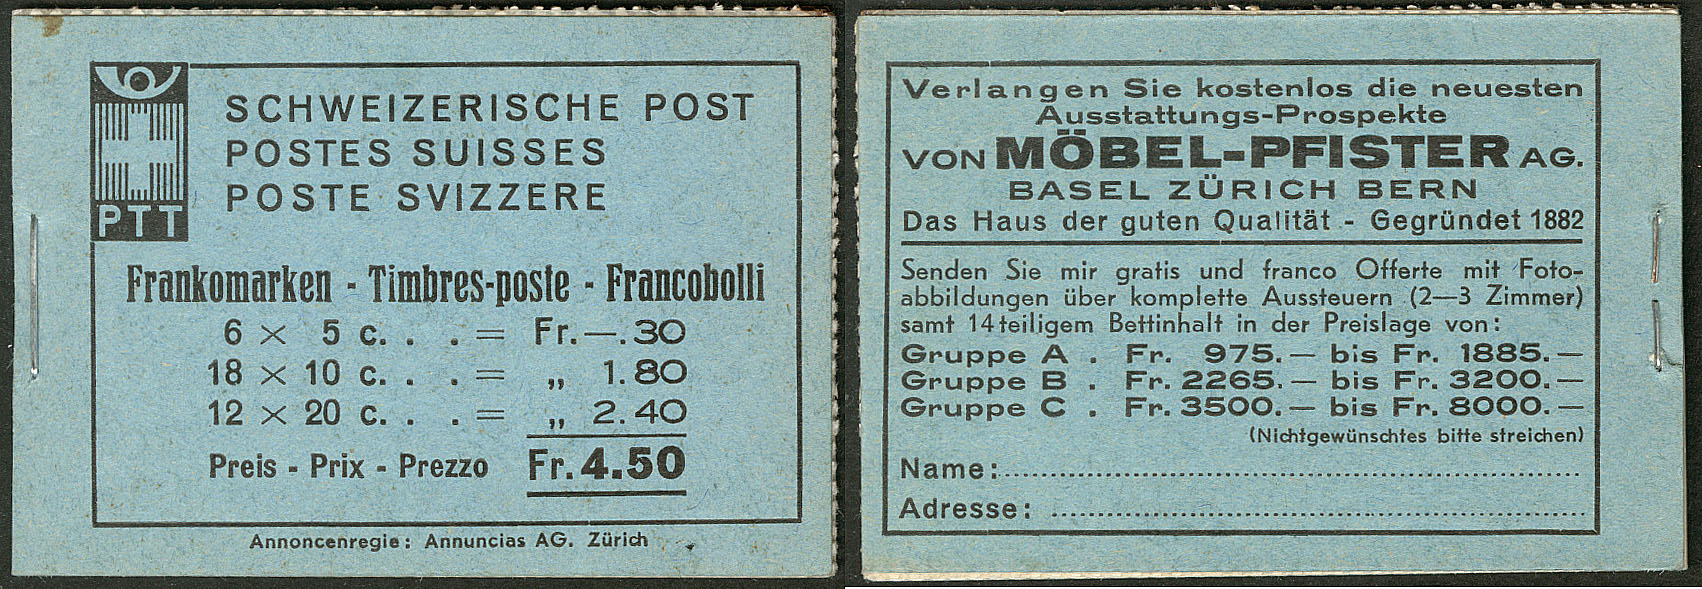 PTT
SCHWEIZERISCHE POST
POSTES SUISSES
POSTE SVIZZERE
Frankomarken - Timbres-poste - Francobolli
6 × 5 c. . . = Fr.—.30
18 × 10 c. . . = „ 1.80
12 × 20 c. . . = „ 2.40
Preis - Prix - Prezzo Fr. 4.50
Annoncenregie: Annuncias AG. Zürich
Verlangen Sie kostenlos die neuesten
Ausstattungs-Prospekte
VON MÖBEL-PFISTER AG.
BASEL ZÜRICH BERN
Das Haus der guten Qualität - Gegründet 1882
Senden Sie mir gratis und franco Offerte mit Foto-
abbildungen über komplette Aussteuern (2—3 Zimmer)
samt 14teiligem Bettinhalt in der Preislage von:
Gruppe A . Fr. 975.— bis Fr. 1885.—
Gruppe B . Fr. 2265.— bis Fr. 3200.—
Gruppe C . Fr. 3500.— bis Fr. 8000.—
(Nichtgewünschtes bitte streichen)
Name:
Adresse: